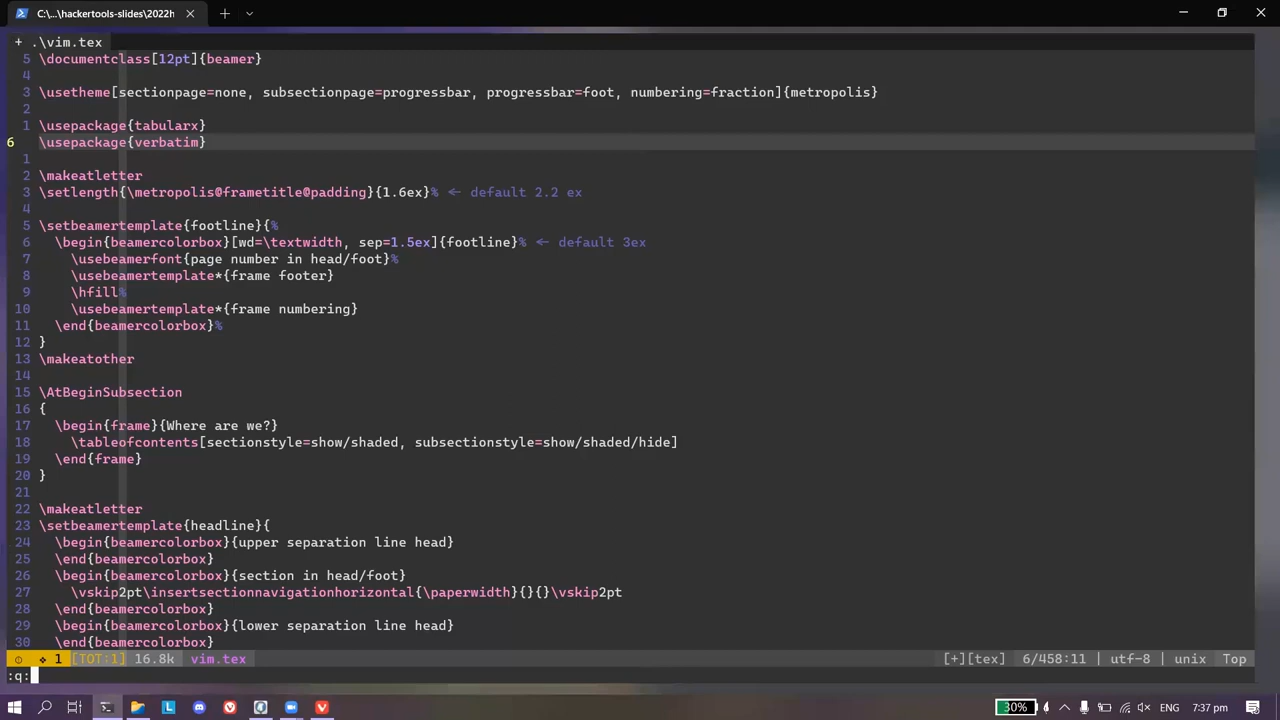 C:\...\hackertools-slides\2022h
+ .\vim.tex
5 \documentclass[12pt]{beamer}
4
3 \usetheme[sectionpage=none, subsectionpage=progressbar, progressbar=foot, numbering=fraction]{metropolis}
2
1 \usepackage{tabularx}
6 \usepackage{verbatim}
1
2 \makeatletter
3 \setlength{\metropolis@frametitle@padding}{1.6ex}% ← default 2.2 ex
4
5 \setbeamertemplate{footline}{%
6 \begin{beamercolorbox}[wd=\textwidth, sep=1.5ex]{footline}% ← default 3ex
7 \usebeamerfont{page number in head/foot}%
8 \usebeamertemplate*{frame footer}
9 \hfill%
10 \usebeamertemplate*{frame numbering}
11 \end{beamercolorbox}%
12 }
13 \makeatother
14
15 \AtBeginSubsection
16 {
17 \begin{frame}{Where are we?}
18 \tableofcontents[sectionstyle=show/shaded, subsectionstyle=show/shaded/hide]
19 \end{frame}
20 }
21
22 \makeatletter
23 \setbeamertemplate{headline}{
24 \begin{beamercolorbox}{upper separation line head}
25 \end{beamercolorbox}
26 \begin{beamercolorbox}{section in head/foot}
27 \vskip2pt\insertsectionnavigationhorizontal{\paperwidth}{}{}\vskip2pt
28 \end{beamercolorbox}
29 \begin{beamercolorbox}{lower separation line head}
30 \end{beamercolorbox}
1 [TOT:1] 16.8k vim.tex [+][tex] 6/458:11 | utf-8 | unix Top
:q:
30% ENG 7:37 pm